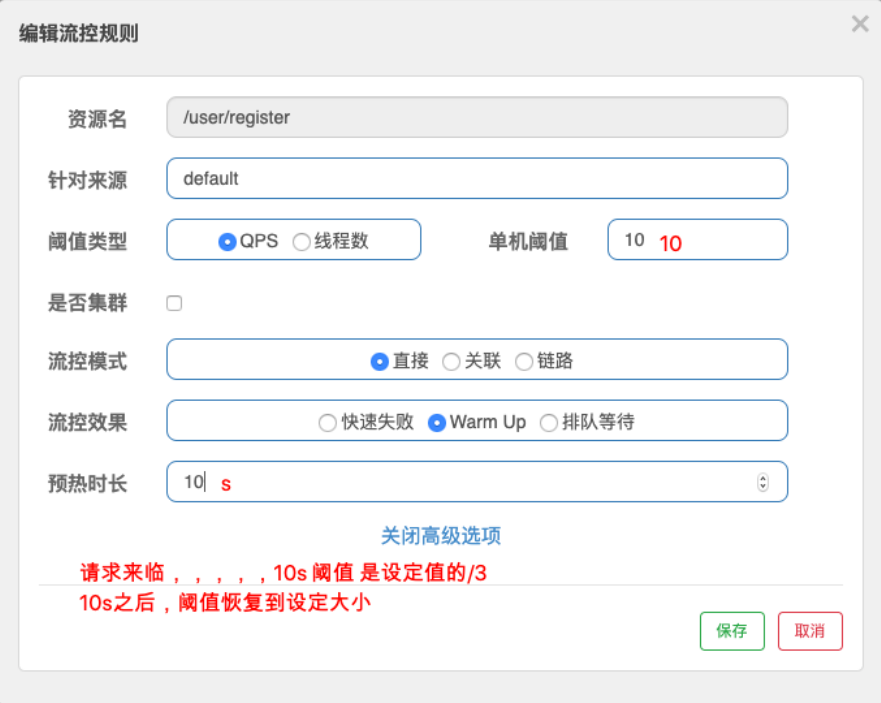 编辑流控规则 ×
资源名 /user/register
针对来源 default
阈值类型 QPS 线程数 单机阈值 10 10
是否集群
流控模式 直接 关联 链路
流控效果 快速失败 Warm Up 排队等待
预热时长 10 s
关闭高级选项
请求来临，，，，，10s 阈值 是设定值的/3
10s之后，阈值恢复到设定大小
保存 取消